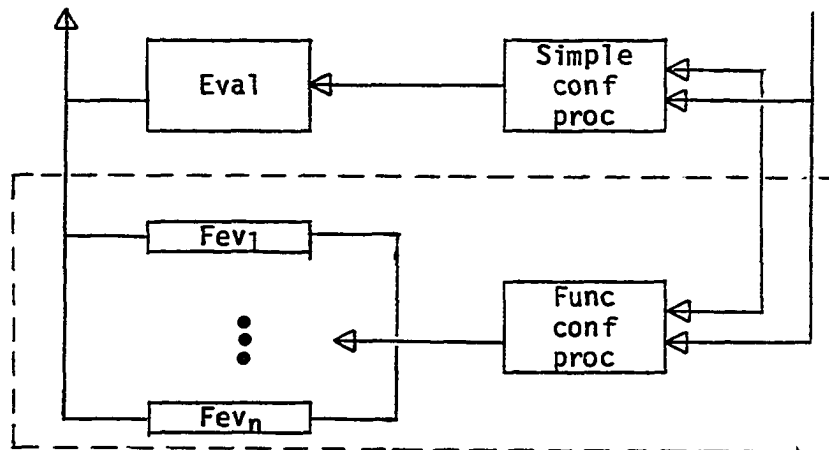 Eval
Simple
conf
proc
Fev1
Func
conf
proc
Fevn